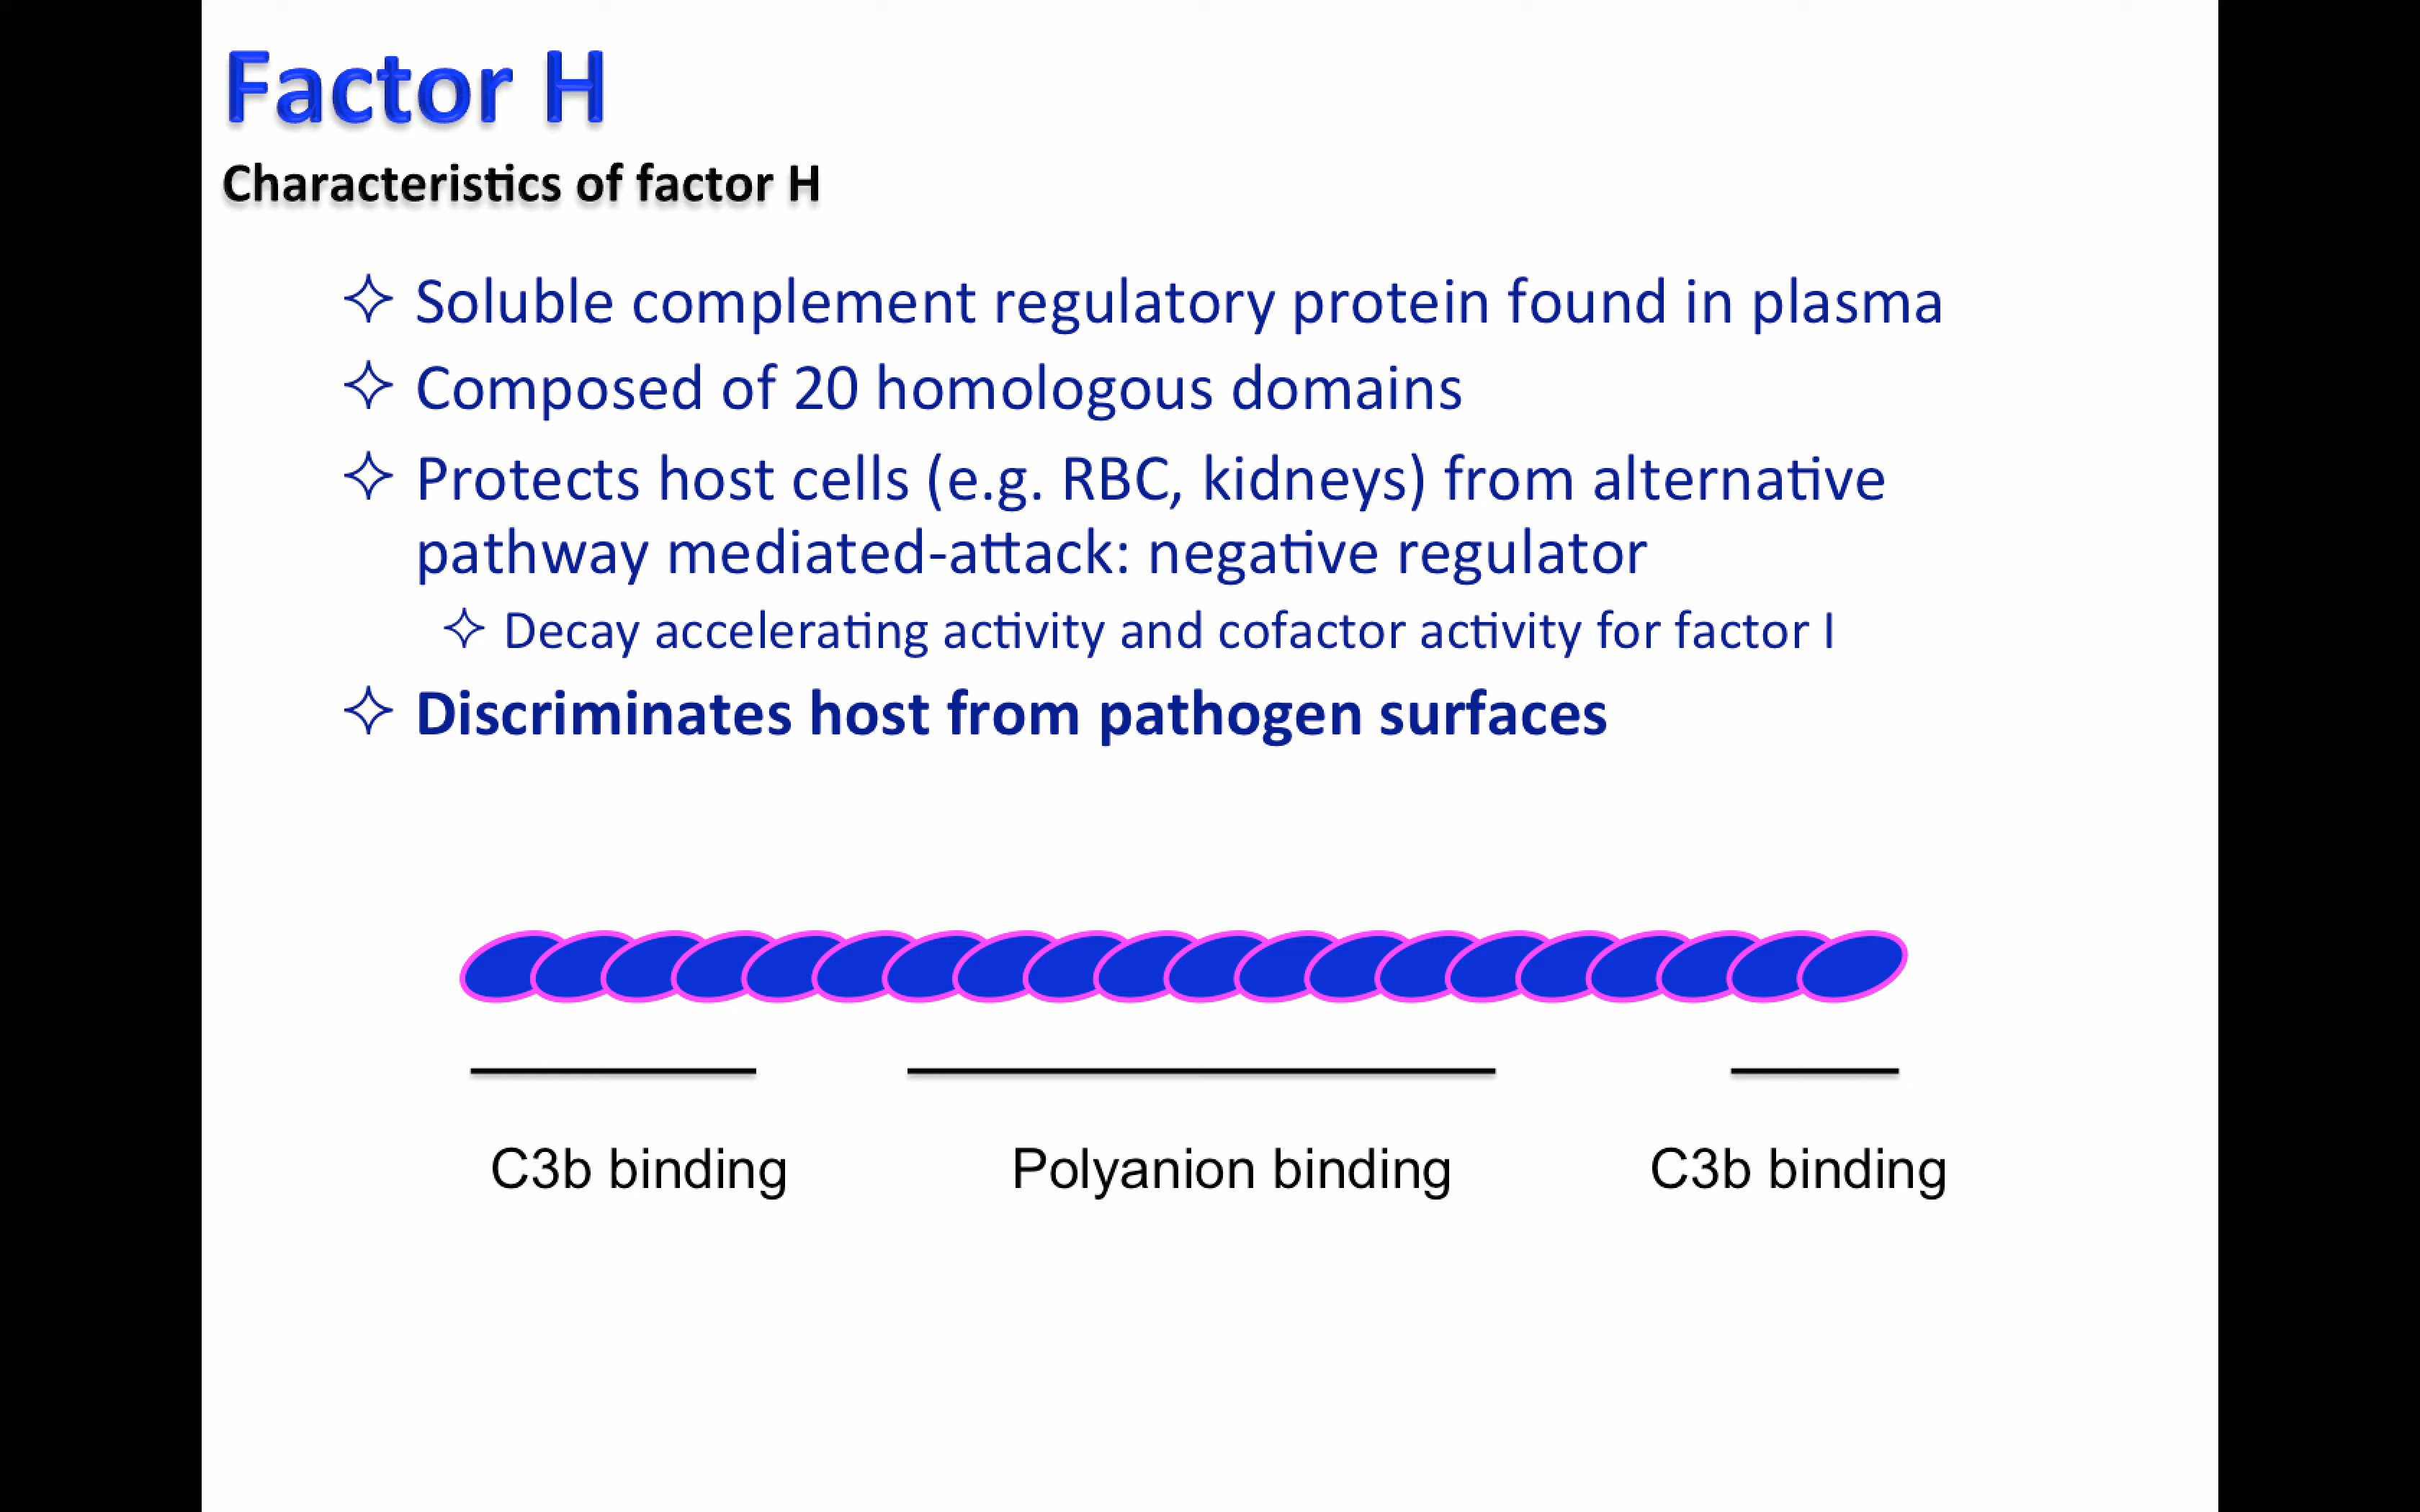 Factor H
Characteristics of factor H
✧ Soluble complement regulatory protein found in plasma
✧ Composed of 20 homologous domains
✧ Protects host cells (e.g. RBC, kidneys) from alternative
pathway mediated-attack: negative regulator
✧ Decay accelerating activity and cofactor activity for factor I
✧ Discriminates host from pathogen surfaces
C3b binding Polyanion binding C3b binding